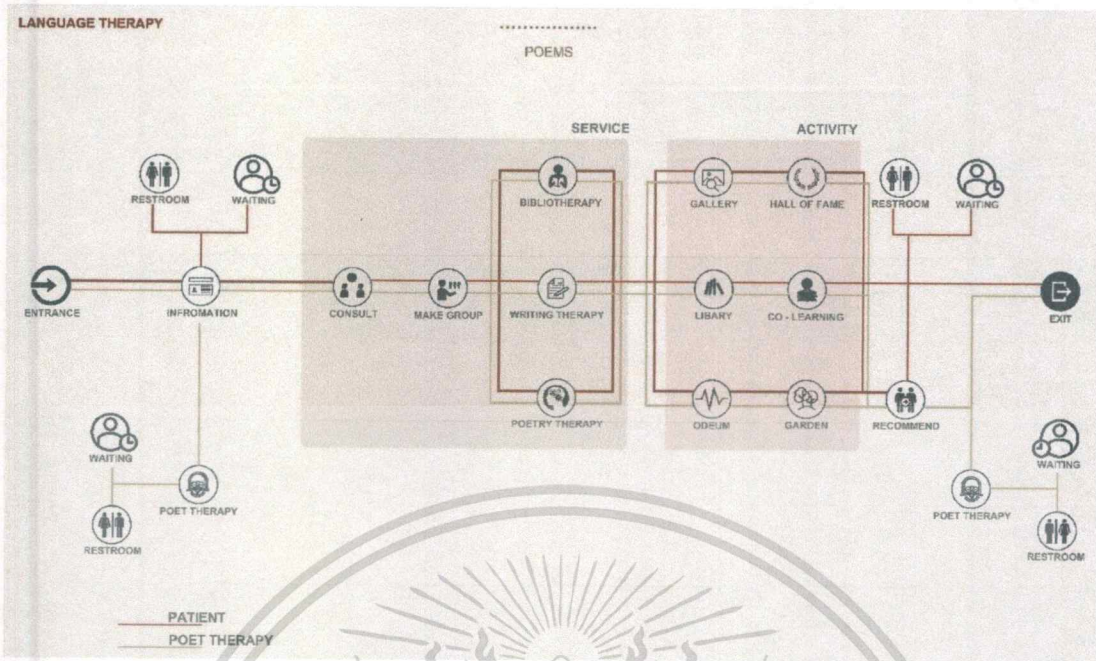 LANGUAGE THERAPY
POEMS
SERVICE
ACTIVITY
RESTROOM
WAITING
BIBLIOTHERAPY
GALLERY
HALL OF FAME
RESTROOM
WAITING
ENTRANCE
INFROMATION
CONSULT
MAKE GROUP
WRITING THERAPY
LIBARY
CO - LEARNING
EXIT
POETRY THERAPY
ODEUM
GARDEN
RECOMMEND
WAITING
WAITING
POET THERAPY
POET THERAPY
RESTROOM
RESTROOM
PATIENT
POET THERAPY